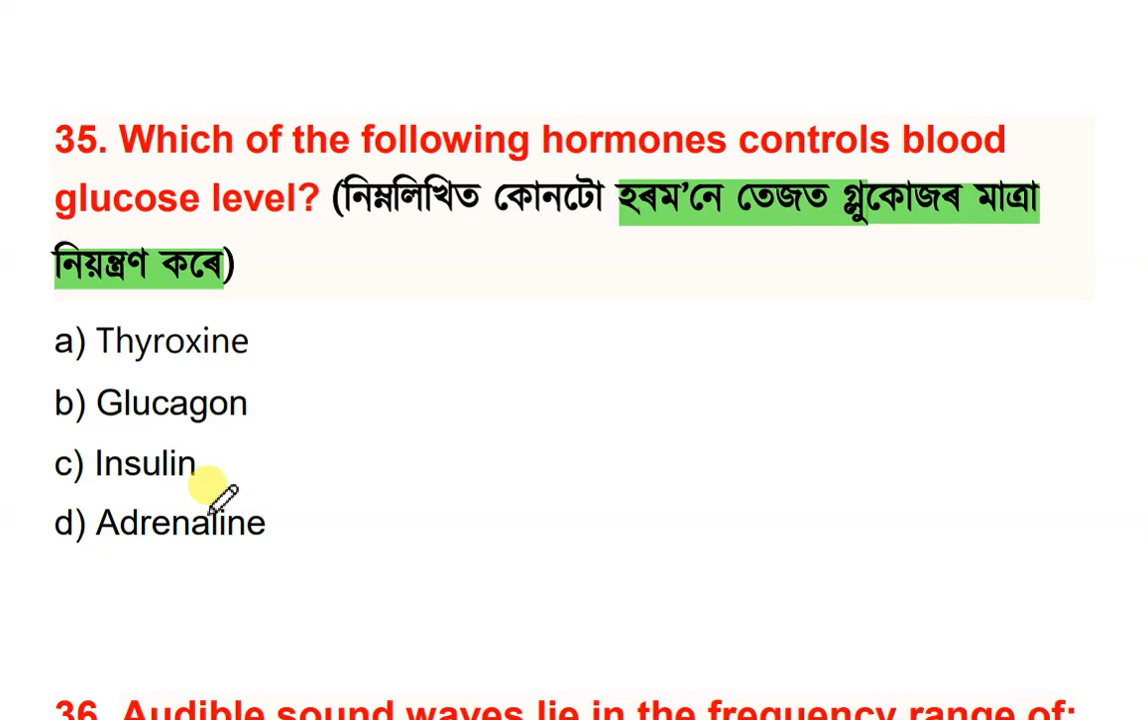 35. Which of the following hormones controls blood
glucose level? (নিম্নলিখিত কোনটো হৰম’নে তেজত গ্লুকোজৰ মাত্ৰা
নিয়ন্ত্ৰণ কৰে)
a) Thyroxine
b) Glucagon
c) Insulin
d) Adrenaline
36. Audible sound waves lie in the frequency range of: